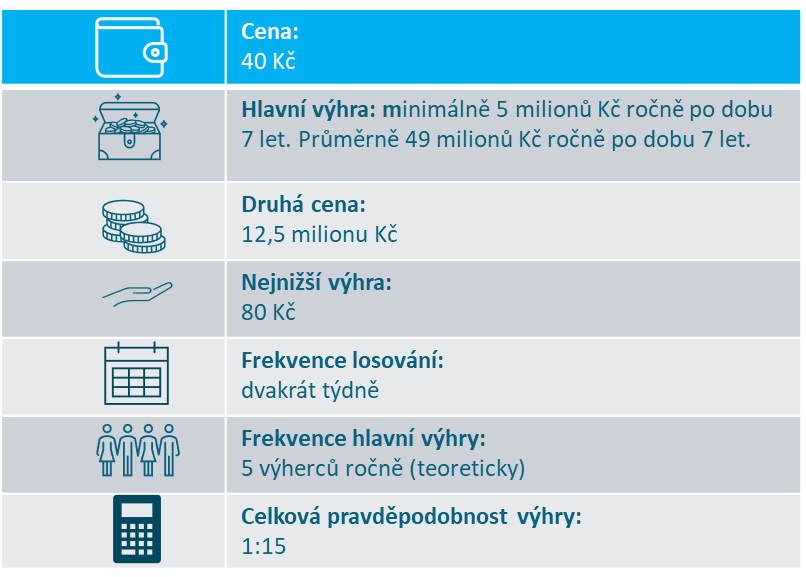 Cena:
40 Kč
Hlavní výhra: minimálně 5 milionů Kč ročně po dobu
7 let. Průměrně 49 milionů Kč ročně po dobu 7 let.
Druhá cena:
12,5 milionu Kč
Nejnižší výhra:
80 Kč
Frekvence losování:
dvakrát týdně
Frekvence hlavní výhry:
5 výherců ročně (teoreticky)
Celková pravděpodobnost výhry:
1:15